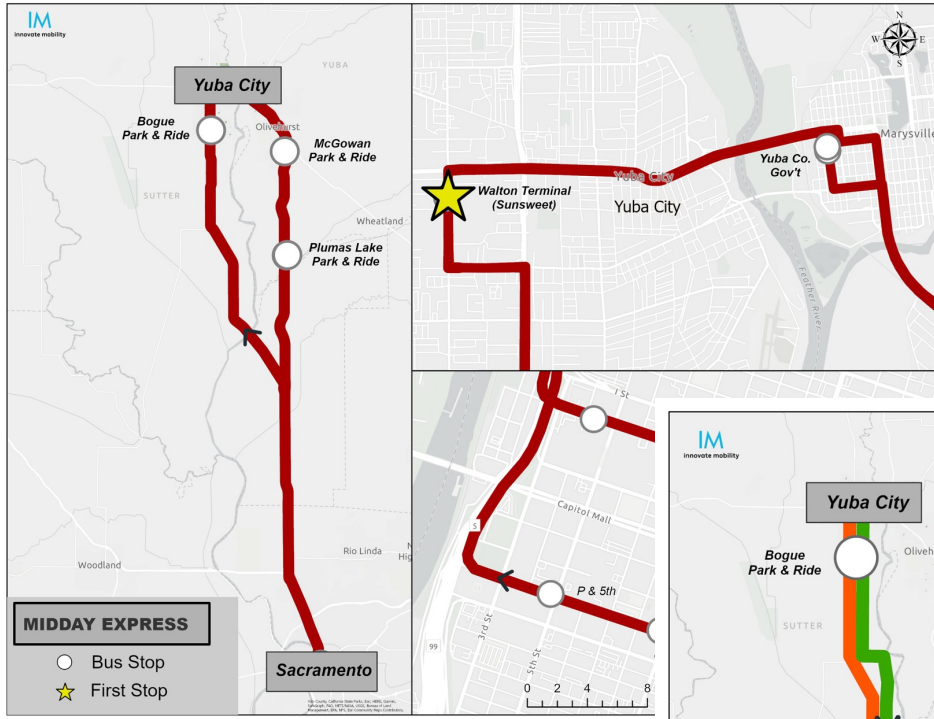 IM
innovate mobility
YUBA
Yuba City
Bogue
Park & Ride
Olivehurst
McGowan
Park & Ride
SUTTER
Wheatland
Plumas Lake
Park & Ride
Woodland
Rio Linda
N
Hig
MIDDAY EXPRESS
Bus Stop
First Stop
Sacramento
N
W
E
S
Marysville
Yuba Co.
Gov't
Yuba City
Walton Terminal
(Sunsweet)
Yuba City
Feather River
I St
Capitol Mall
5
P & 5th
3rd St
5th St
99
0 2 4 8
IM
innovate mobility
Yuba City
Bogue
Park & Ride
Oliveh
SUTTER